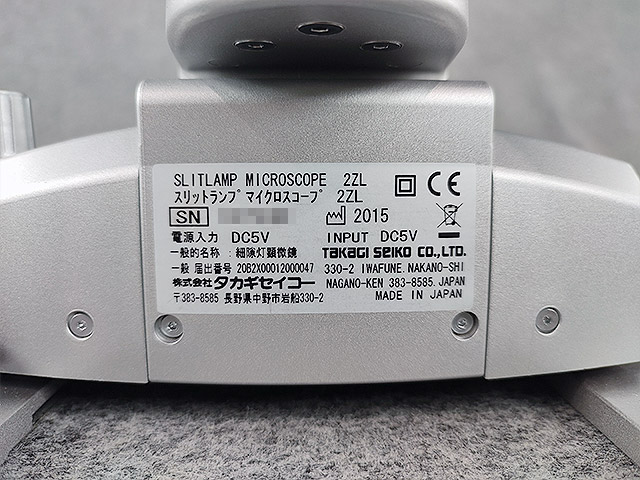 SLITLAMP MICROSCOPE 2ZL
スリットランプ マイクロスコープ 2ZL
SN 2015
電源入力 DC5V INPUT DC5V
一般的名称:細隙灯顕微鏡 TAKAGI SEIKO CO.,LTD.
一般 届出番号 20B2X00012000047 330-2 IWAFUNE.NAKANO-SHI
株式会社タカギセイコー NAGANO-KEN 383-8585.JAPAN
〒383-8585 長野県中野市岩船330-2 MADE IN JAPAN
CE